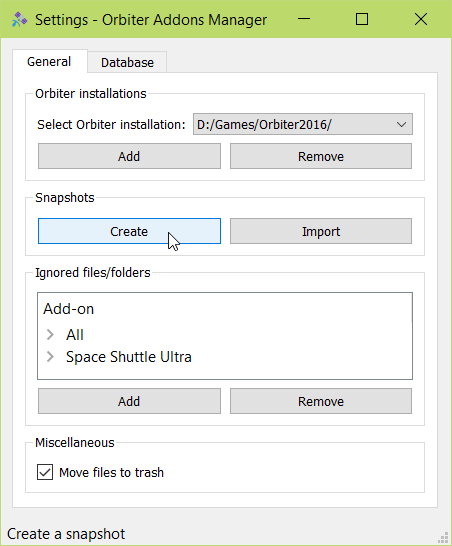 Settings - Orbiter Addons Manager
General Database
Orbiter installations
Select Orbiter installation: D:/Games/Orbiter2016/
Add Remove
Snapshots
Create Import
Ignored files/folders
Add-on
All
Space Shuttle Ultra
Add Remove
Miscellaneous
Move files to trash
Create a snapshot